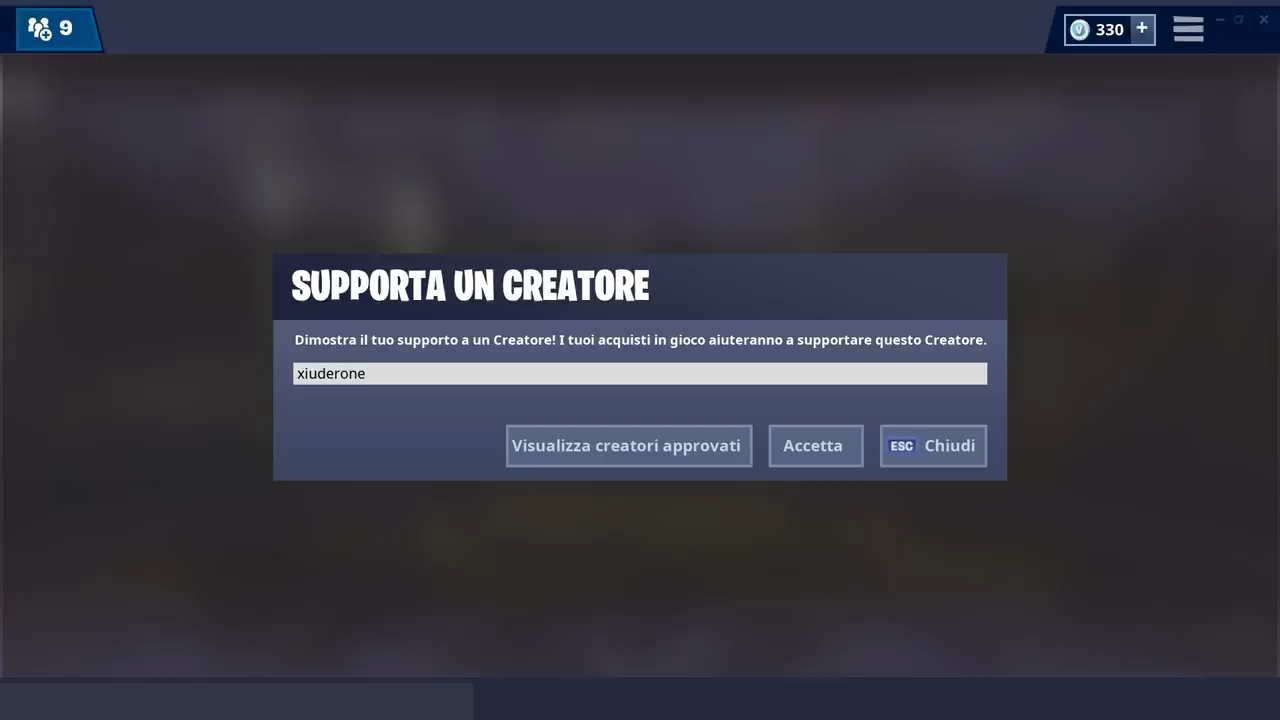 9
330 +
SUPPORTA UN CREATORE
Dimostra il tuo supporto a un Creatore! I tuoi acquisti in gioco aiuteranno a supportare questo Creatore.
xiuderone
Visualizza creatori approvati Accetta ESC Chiudi